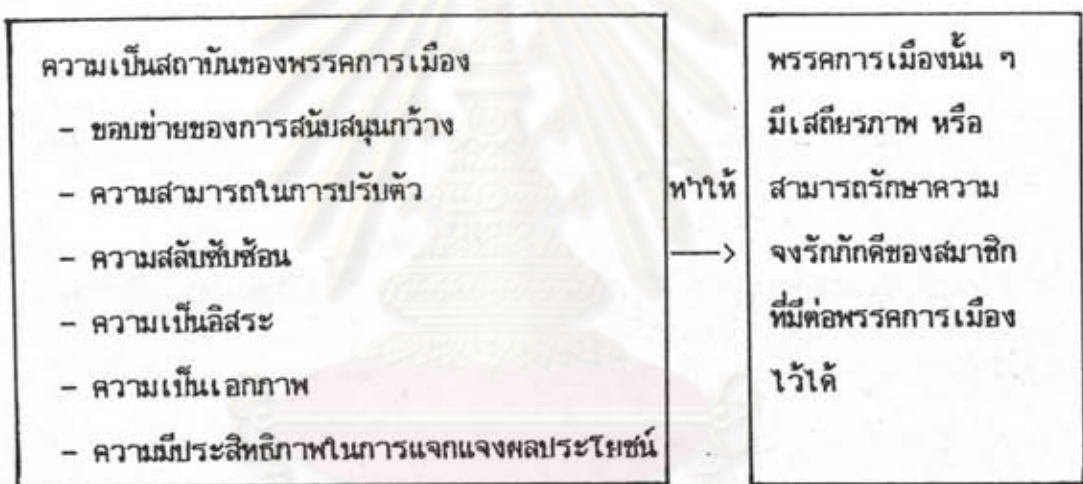 ความเป็นสถาบันของพรรคการเมือง
- ขอบข่ายของการสนับสนุนกว้าง
- ความสามารถในการปรับตัว
- ความสลับซับซ้อน
- ความเป็นอิสระ
- ความเป็นเอกภาพ
- ความมีประสิทธิภาพในการแจกแจงผลประโยชน์
ทำให้
พรรคการเมืองนั้น ๆ
มีเสถียรภาพ หรือ
สามารถรักษาความ
จงรักภักดีของสมาชิก
ที่มีต่อพรรคการเมือง
ไว้ได้